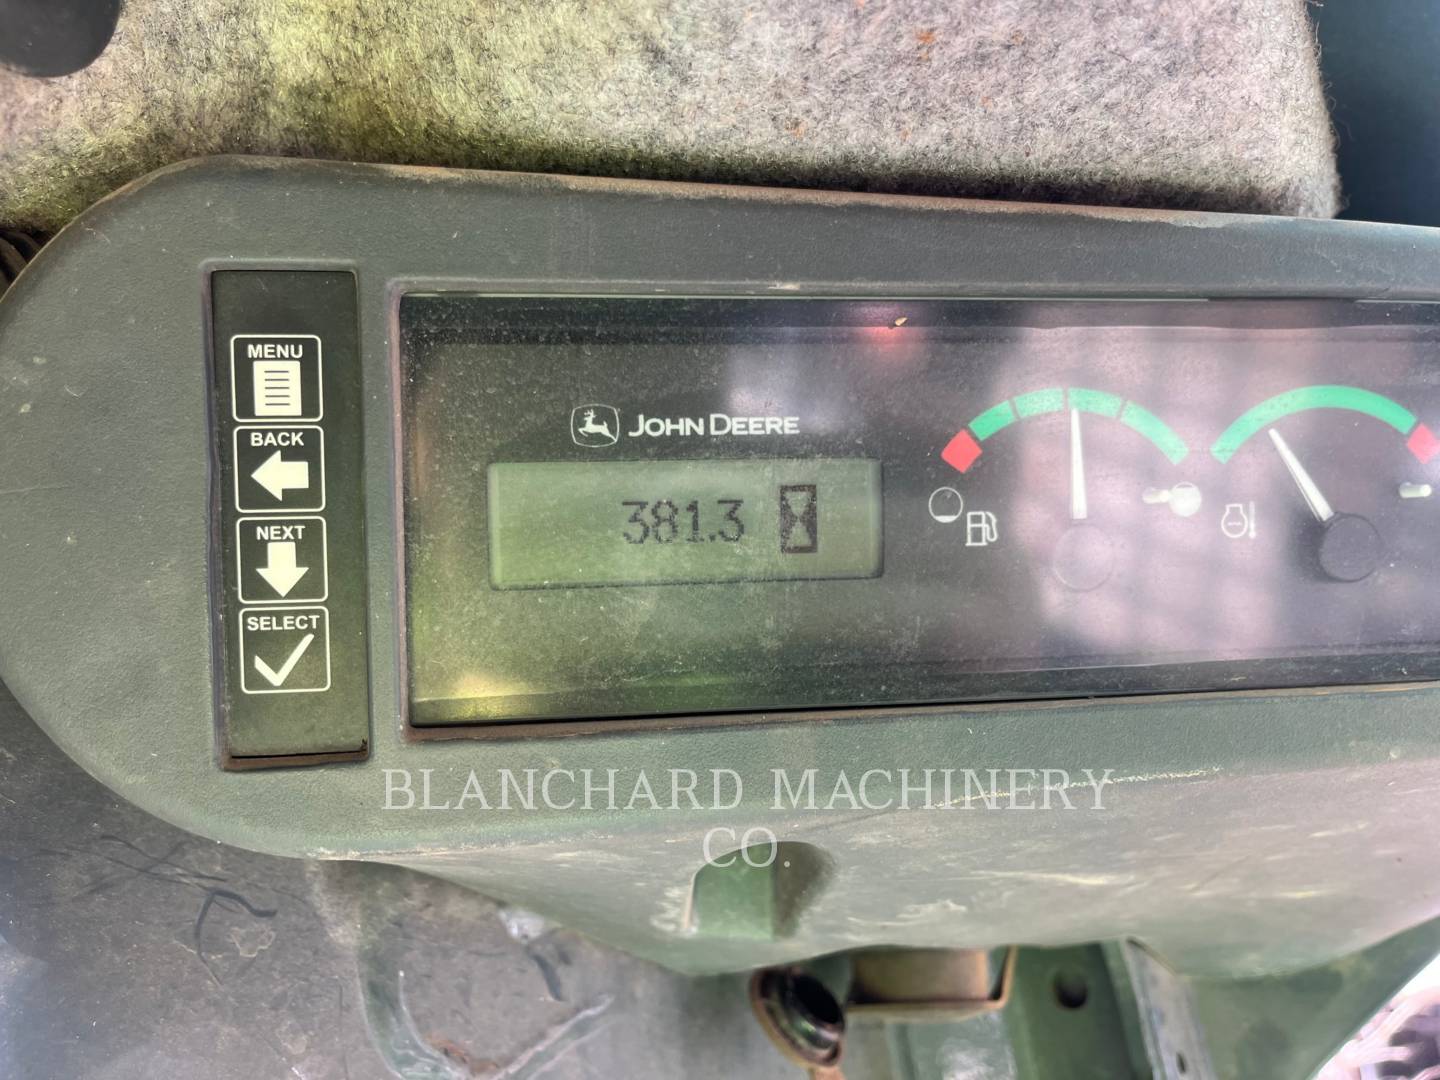 MENU
BACK
NEXT
SELECT
JOHN DEERE
381.3
BLANCHARD MACHINERY
CO.